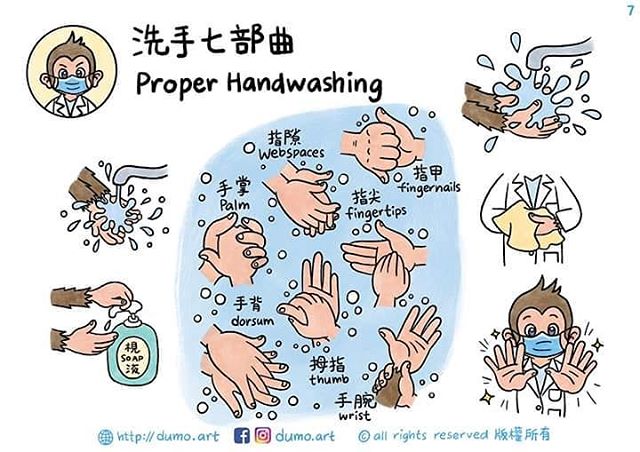 7
洗手七部曲
Proper Handwashing
指隙
Webspaces
指甲
fingernails
手掌
Palm
指尖
fingertips
手背
dorsum
拇指
thumb
手腕
wrist
梘
SOAP
液
http://dumo.art
dumo.art
© all rights reserved 版權所有